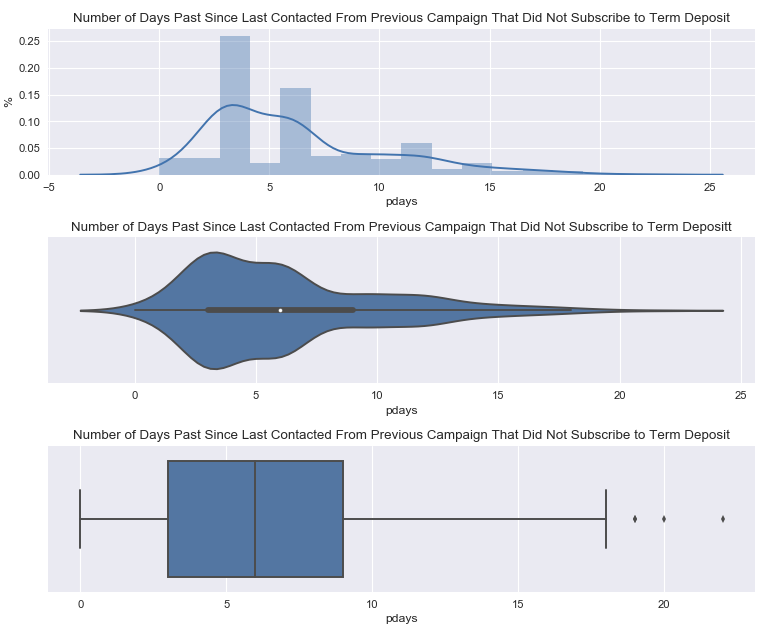 Number of Days Past Since Last Contacted From Previous Campaign That Did Not Subscribe to Term Deposit
0.25
0.20
0.15
0.10
0.05
0.00
%
−5 0 5 10 15 20 25
pdays
Number of Days Past Since Last Contacted From Previous Campaign That Did Not Subscribe to Term Depositt
0 5 10 15 20 25
pdays
Number of Days Past Since Last Contacted From Previous Campaign That Did Not Subscribe to Term Deposit
0 5 10 15 20
pdays